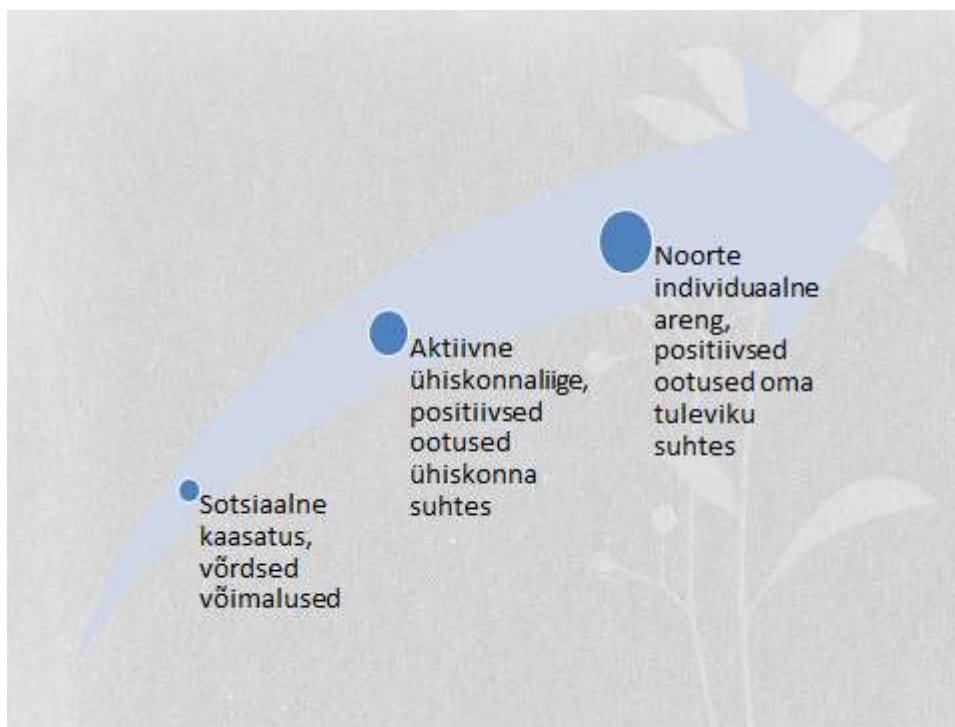 Noorte
individuaalne
areng,
positiivsed
ootused oma
tuleviku
suhtes
Aktiivne
ühiskonnaliige,
positiivsed
ootused
ühiskonna
suhtes
Sotsiaalne
kaasatus,
võrdsed
võimalused